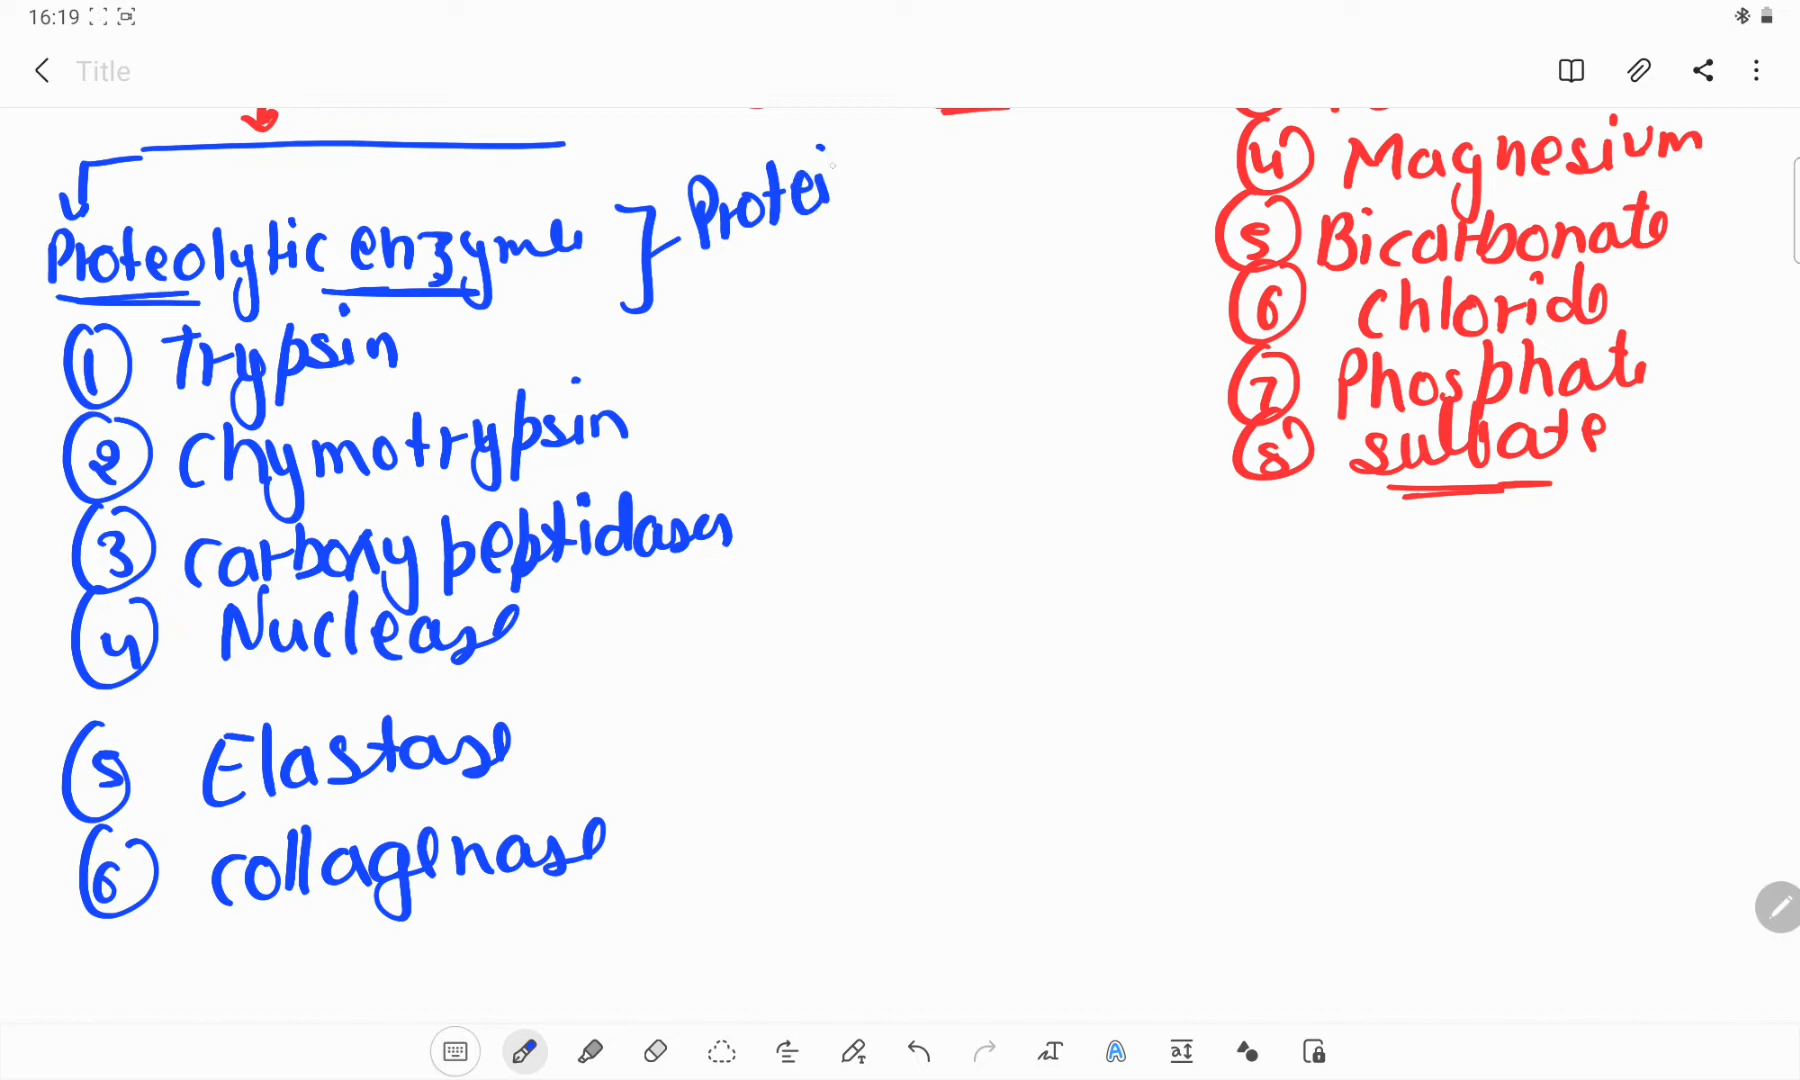 16:19
Title
Proteolytic enzyme } Protei
① Trypsin
② Chymotrypsin
③ Carboxy peptidases
④ Nuclease
⑤ Elastase
⑥ Collagenase
④ Magnesium
⑤ Bicarbonate
⑥ Chloride
⑦ Phosphate
⑧ Sulfate